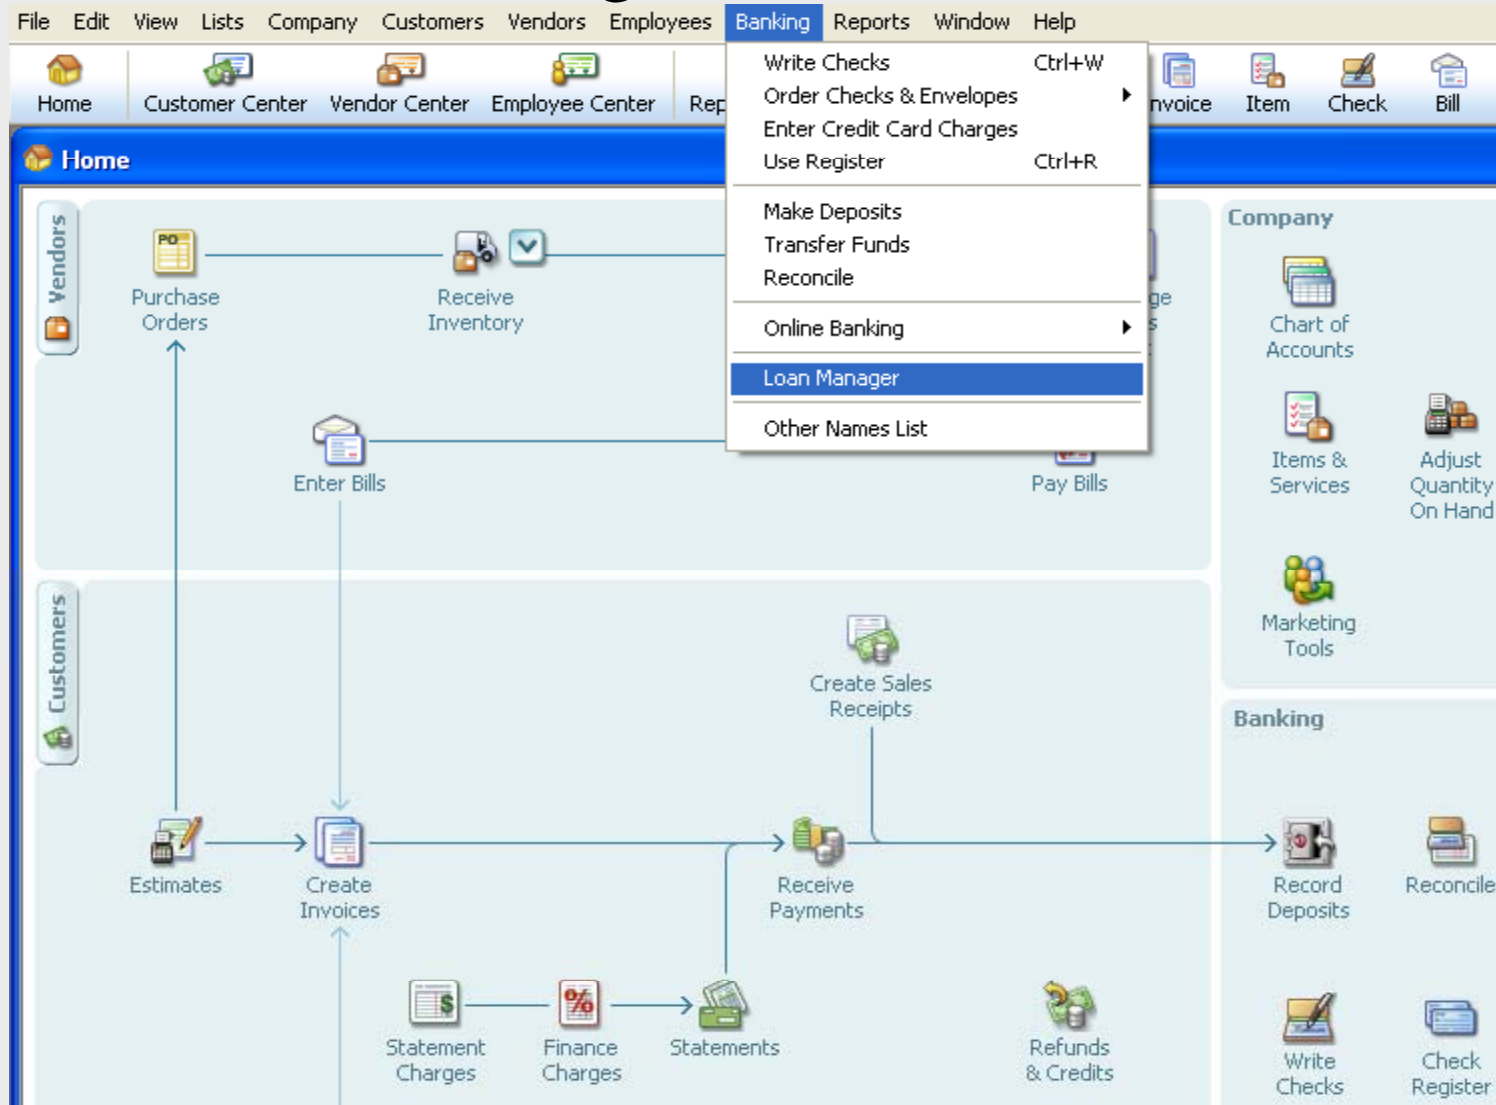 File Edit View Lists Company Customers Vendors Employees Banking Reports Window Help
Home Customer Center Vendor Center Employee Center Item Check Bill
Write Checks Ctrl+W
Order Checks & Envelopes
Enter Credit Card Charges
Use Register Ctrl+R
Make Deposits
Transfer Funds
Reconcile
Online Banking
Loan Manager
Other Names List
Home
Vendors
PO
Purchase
Orders
Receive
Inventory
Enter Bills
Pay Bills
Company
Chart of
Accounts
Items &
Services
Adjust
Quantity
On Hand
Marketing
Tools
Customers
Create Sales
Receipts
Estimates
Create
Invoices
Receive
Payments
$
Statement
Charges
%
Finance
Charges
Statements
Refunds
& Credits
Banking
Record
Deposits
Reconcile
Write
Checks
Check
Register